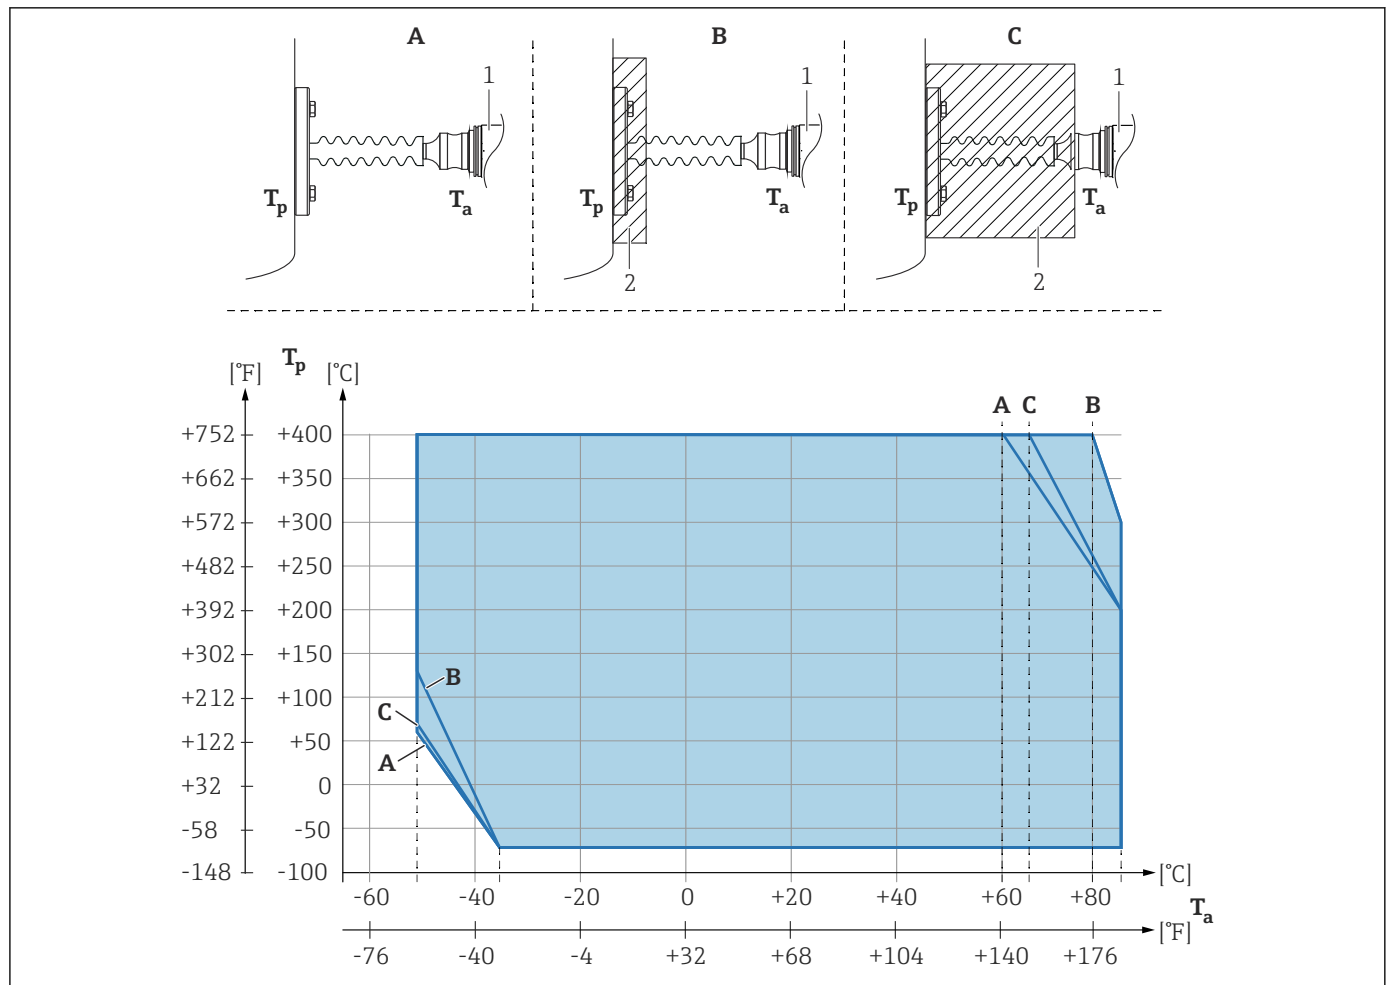 A B C
1 1 1
Tp Ta Tp Ta Tp Ta
2 2
Tp
[°F] [°C]
A C B
+752 +400
+662 +350
+572 +300
+482 +250
+392 +200
+302 +150
B
+212 +100
C
+122 +50
A
+32 0
-58 -50
-148 -100
[°C]
-60 -40 -20 0 +20 +40 +60 +80
Ta
[°F]
-76 -40 -4 +32 +68 +104 +140 +176